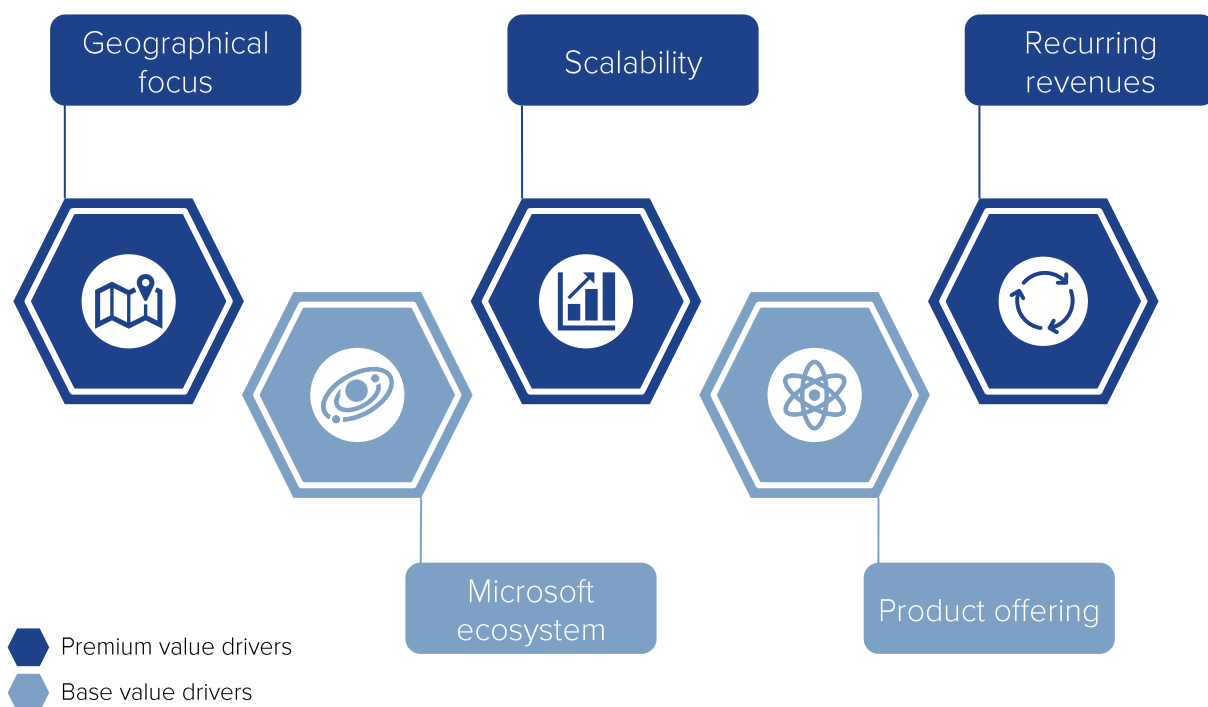 Geographical
focus
Scalability
Recurring
revenues
Microsoft
ecosystem
Product offering
Premium value drivers
Base value drivers